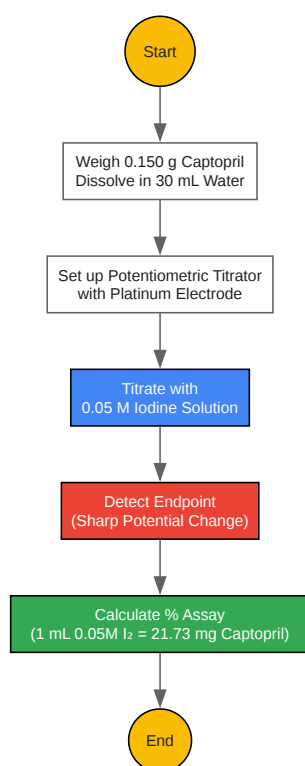 Start
Weigh 0.150 g Captopril
Dissolve in 30 mL Water
Set up Potentiometric Titrator
with Platinum Electrode
Titrate with
0.05 M Iodine Solution
Detect Endpoint
(Sharp Potential Change)
Calculate % Assay
(1 mL 0.05M I₂ = 21.73 mg Captopril)
End